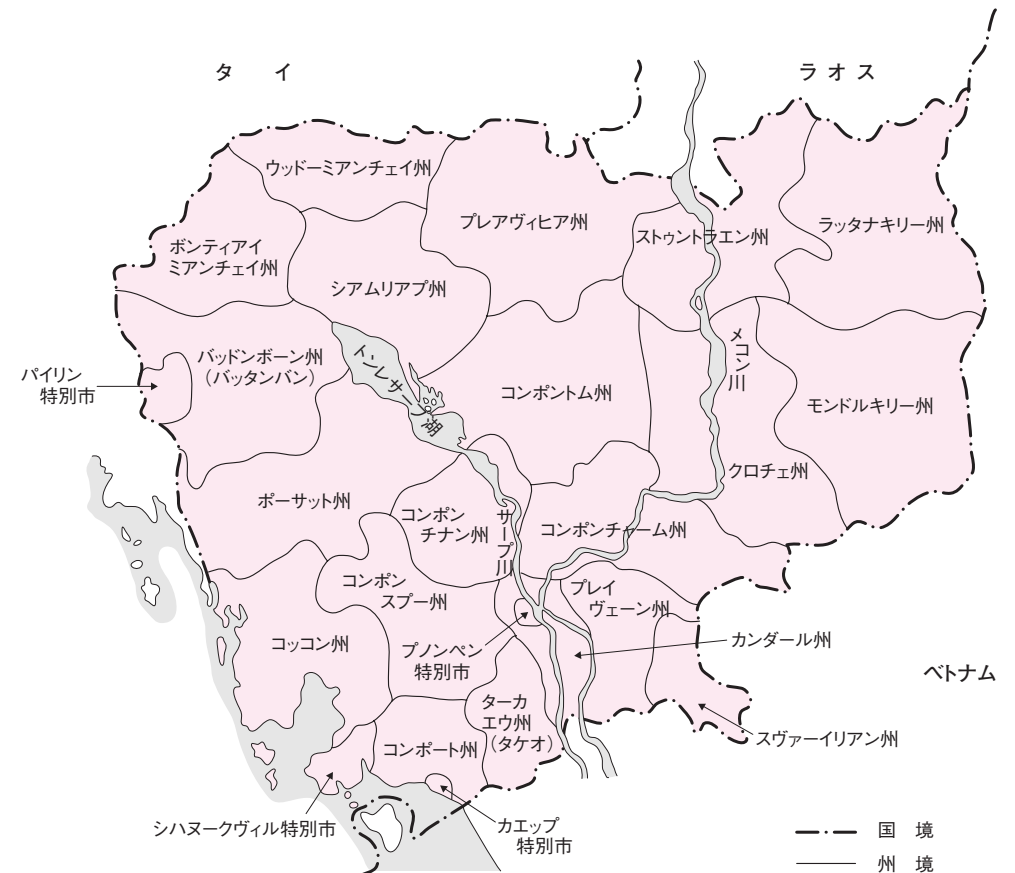 タイ
ラオス
ウッドーミアンチェイ州
プレアヴィヒア州
ストゥントラエン州
ラッタナキリー州
ボンティアイ
ミアンチェイ州
シアムリアプ州
メコン川
バッドンボーン州
（バッタンバン）
トンレサープ湖
パイリン
特別市
コンポントム州
モンドルキリー州
クロチェ州
ポーサット州
コンポン
チナン州
サープ川
コンポンチャーム州
コンポン
スプー州
プレイ
ヴェーン州
コッコン州
プノンペン
特別市
カンダール州
ベトナム
ターカ
エウ州
（タケオ）
コンポート州
スヴァーイリアン州
シハヌークヴィル特別市
カエップ
特別市
国境
州境